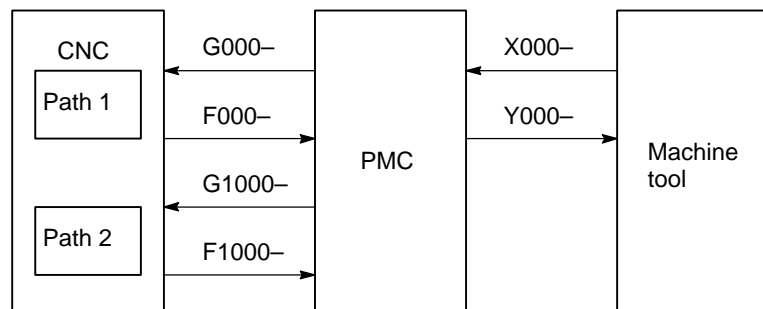 CNC
G000–
X000–
Path 1
F000–
Y000–
PMC
Machine
tool
G1000–
Path 2
F1000–